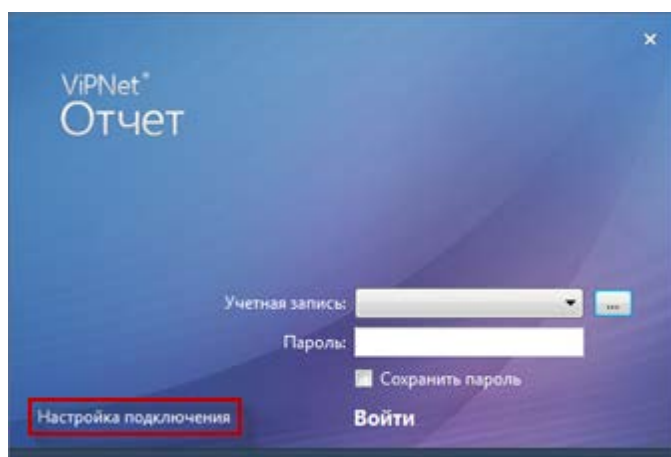 ViPNet®
Отчет
Учетная запись:
...
Пароль:
Сохранить пароль
Настройка подключения
Войти